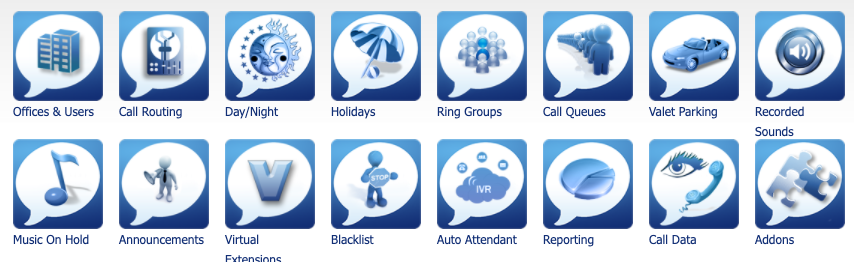 Offices & Users
Call Routing
Day/Night
Holidays
Ring Groups
Call Queues
Valet Parking
Recorded
Sounds
Music On Hold
Announcements
Virtual
Extensions
STOP
Blacklist
IVR
Auto Attendant
Reporting
Call Data
Addons